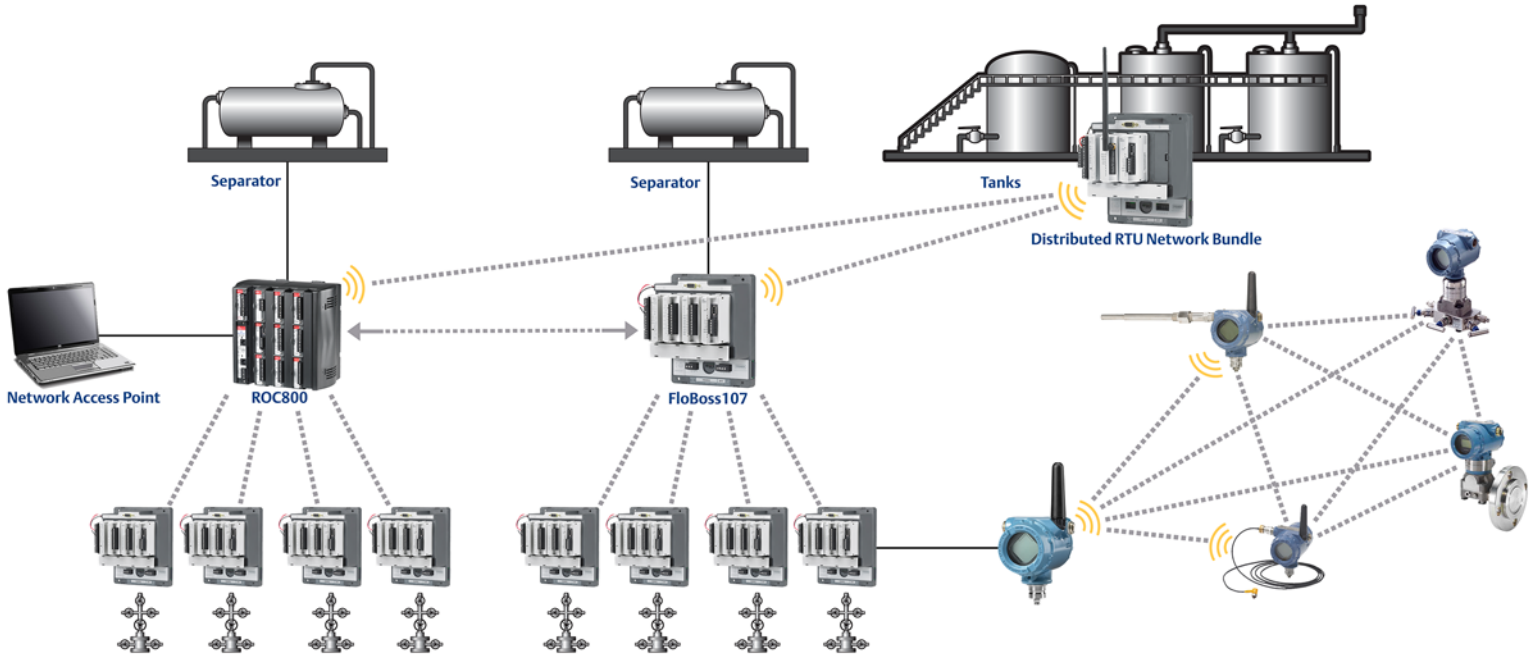 Separator
Separator
Tanks
Distributed RTU Network Bundle
Network Access Point
ROC800
FloBoss107